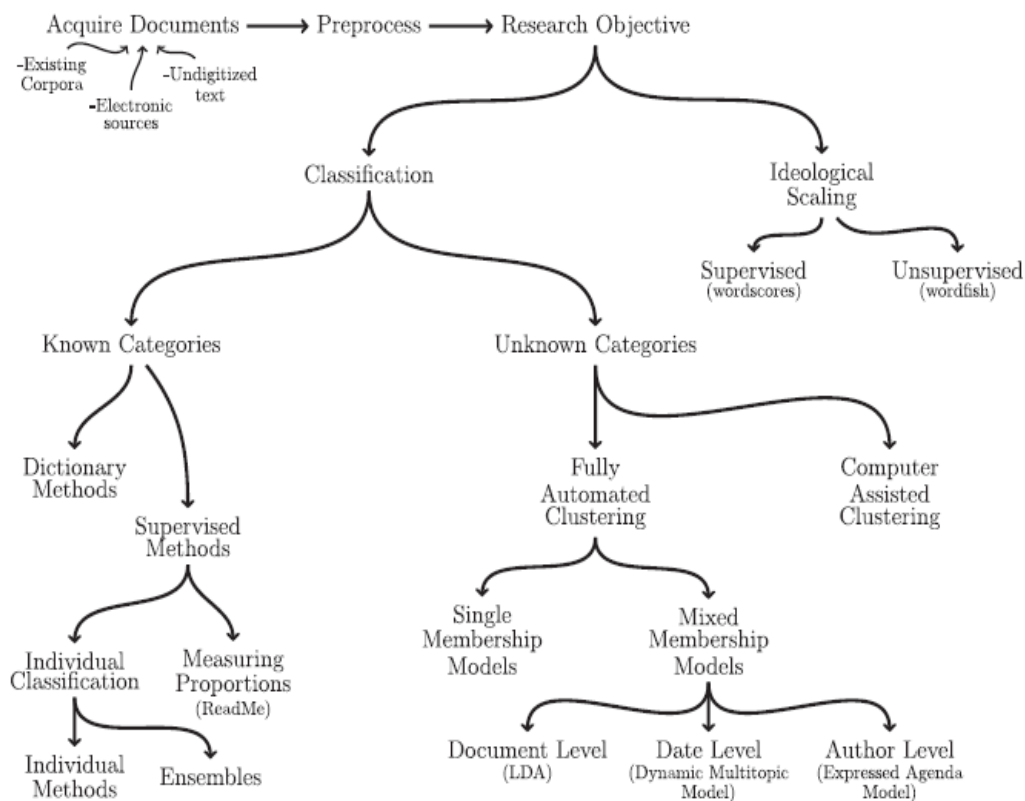 Acquire Documents
Preprocess
Research Objective
-Existing
Corpora
-Electronic
sources
-Undigitized
text
Classification
Ideological
Scaling
Supervised
(wordscores)
Unsupervised
(wordfish)
Known Categories
Unknown Categories
Dictionary
Methods
Supervised
Methods
Fully
Automated
Clustering
Computer
Assisted
Clustering
Individual
Classification
Measuring
Proportions
(ReadMe)
Single
Membership
Models
Mixed
Membership
Models
Individual
Methods
Ensembles
Document Level
(LDA)
Date Level
(Dynamic Multitopic
Model)
Author Level
(Expressed Agenda
Model)